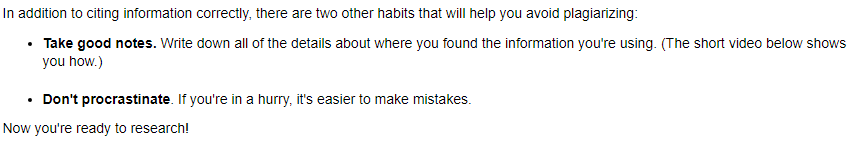 In addition to citing information correctly, there are two other habits that will help you avoid plagiarizing:
• Take good notes. Write down all of the details about where you found the information you're using. (The short video below shows
you how.)
• Don't procrastinate. If you're in a hurry, it's easier to make mistakes.
Now you're ready to research!